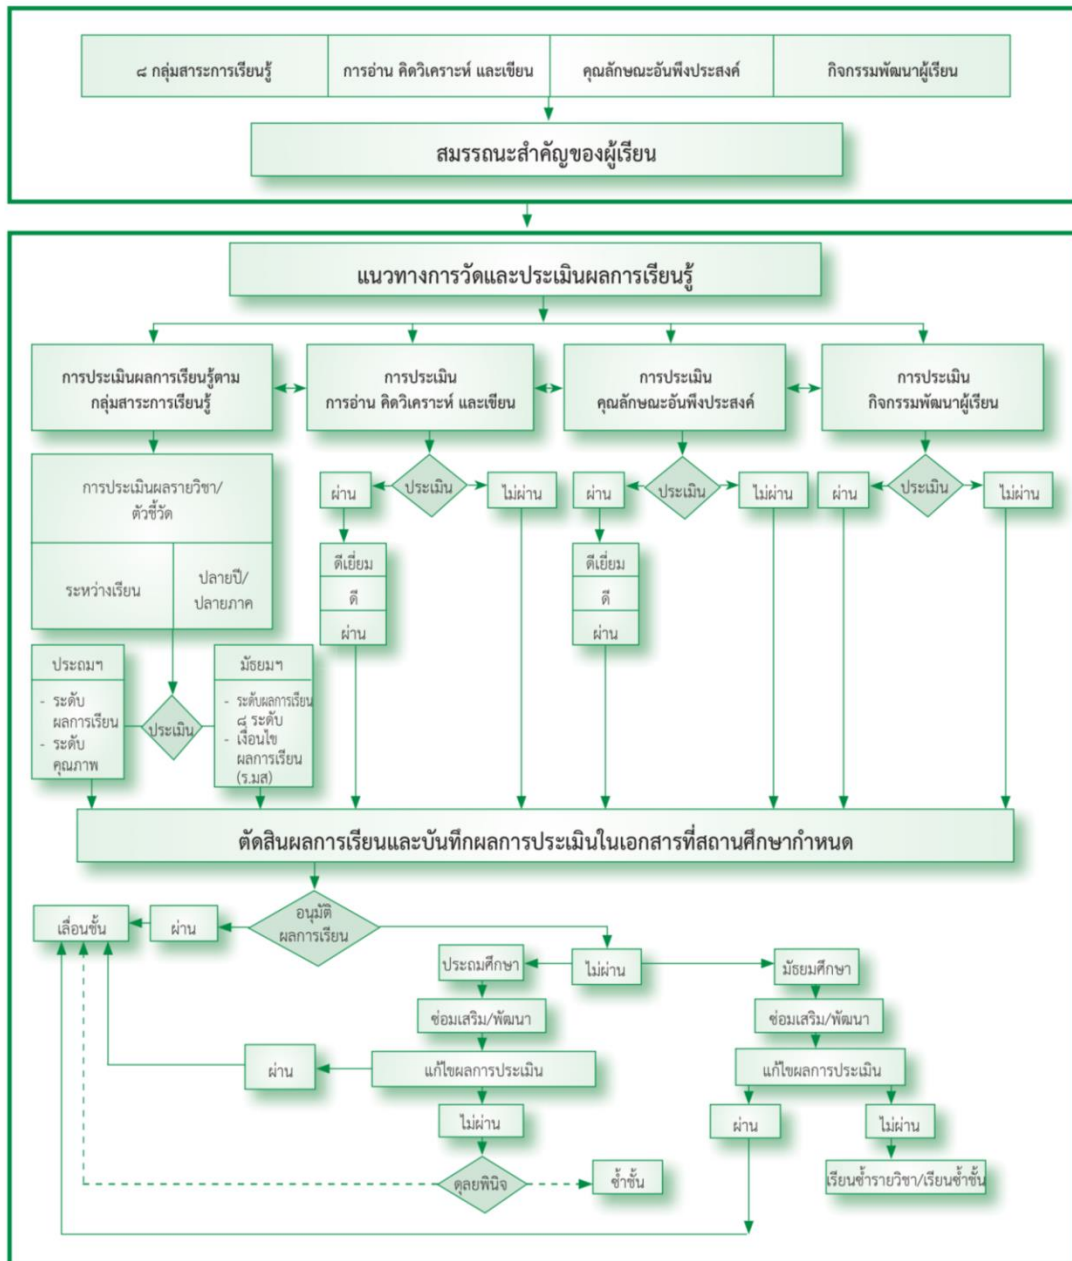 ๘ กลุ่มสาระการเรียนรู้
การอ่าน คิดวิเคราะห์ และเขียน
คุณลักษณะอันพึงประสงค์
กิจกรรมพัฒนาผู้เรียน
สมรรถนะสำคัญของผู้เรียน
แนวทางการวัดและประเมินผลการเรียนรู้
การประเมินผลการเรียนรู้ตาม
กลุ่มสาระการเรียนรู้
การประเมิน
การอ่าน คิดวิเคราะห์ และเขียน
การประเมิน
คุณลักษณะอันพึงประสงค์
การประเมิน
กิจกรรมพัฒนาผู้เรียน
การประเมินผลรายวิชา/
ตัวชี้วัด
ระหว่างเรียน
ปลายปี/
ปลายภาค
ผ่าน
ประเมิน
ไม่ผ่าน
ผ่าน
ประเมิน
ไม่ผ่าน
ผ่าน
ประเมิน
ไม่ผ่าน
ดีเยี่ยม
ดี
ผ่าน
ดีเยี่ยม
ดี
ผ่าน
ประถมฯ
- ระดับ
ผลการเรียน
- ระดับ
คุณภาพ
ประเมิน
มัธยมฯ
- ระดับผลการเรียน
๘ ระดับ
- เงื่อนไข
ผลการเรียน
(ร.มส)
ตัดสินผลการเรียนและบันทึกผลการประเมินในเอกสารที่สถานศึกษากำหนด
เลื่อนชั้น
ผ่าน
อนุมัติ
ผลการเรียน
ประถมศึกษา
ไม่ผ่าน
มัธยมศึกษา
ซ่อมเสริม/พัฒนา
ซ่อมเสริม/พัฒนา
ผ่าน
แก้ไขผลการประเมิน
แก้ไขผลการประเมิน
ไม่ผ่าน
ผ่าน
ไม่ผ่าน
ดุลยพินิจ
ซ้ำชั้น
เรียนซ้ำรายวิชา/เรียนซ้ำชั้น